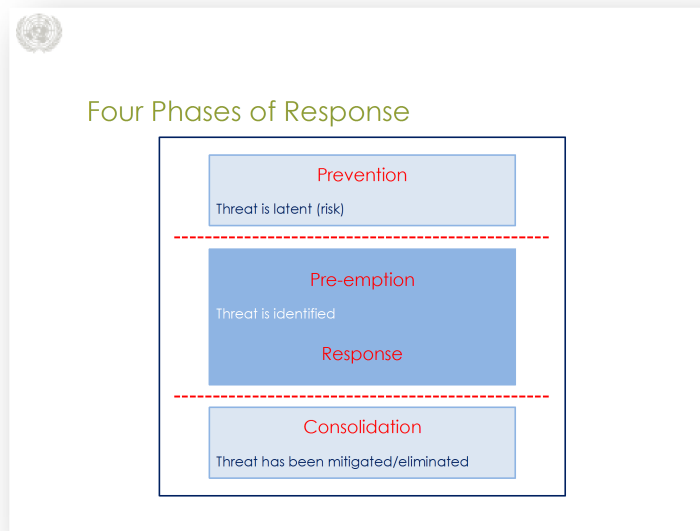 Four Phases of Response
Prevention
Threat is latent (risk)
Pre-emption
Threat is identified
Response
Consolidation
Threat has been mitigated/eliminated